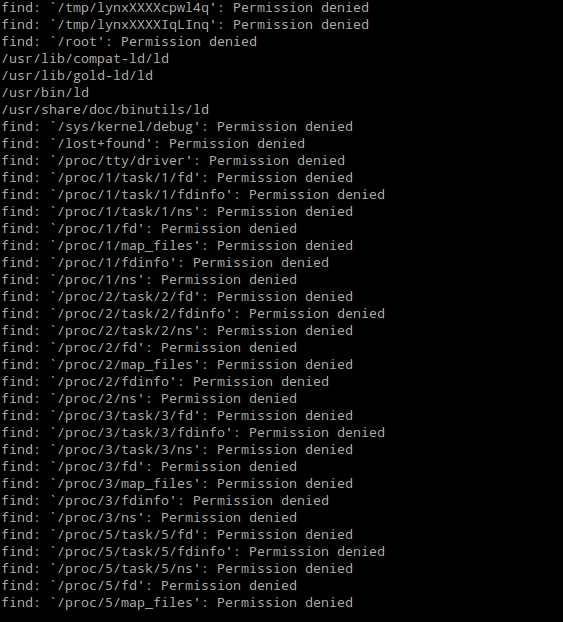 find: `/tmp/lynxXXXXcpwl4q': Permission denied
find: `/tmp/lynxXXXXIqLInq': Permission denied
find: `/root': Permission denied
/usr/lib/compat-ld/ld
/usr/lib/gold-ld/ld
/usr/bin/ld
/usr/share/doc/binutils/ld
find: `/sys/kernel/debug': Permission denied
find: `/lost+found': Permission denied
find: `/proc/tty/driver': Permission denied
find: `/proc/1/task/1/fd': Permission denied
find: `/proc/1/task/1/fdinfo': Permission denied
find: `/proc/1/task/1/ns': Permission denied
find: `/proc/1/fd': Permission denied
find: `/proc/1/map_files': Permission denied
find: `/proc/1/fdinfo': Permission denied
find: `/proc/1/ns': Permission denied
find: `/proc/2/task/2/fd': Permission denied
find: `/proc/2/task/2/fdinfo': Permission denied
find: `/proc/2/task/2/ns': Permission denied
find: `/proc/2/fd': Permission denied
find: `/proc/2/map_files': Permission denied
find: `/proc/2/fdinfo': Permission denied
find: `/proc/2/ns': Permission denied
find: `/proc/3/task/3/fd': Permission denied
find: `/proc/3/task/3/fdinfo': Permission denied
find: `/proc/3/task/3/ns': Permission denied
find: `/proc/3/fd': Permission denied
find: `/proc/3/map_files': Permission denied
find: `/proc/3/fdinfo': Permission denied
find: `/proc/3/ns': Permission denied
find: `/proc/5/task/5/fd': Permission denied
find: `/proc/5/task/5/fdinfo': Permission denied
find: `/proc/5/task/5/ns': Permission denied
find: `/proc/5/fd': Permission denied
find: `/proc/5/map_files': Permission denied